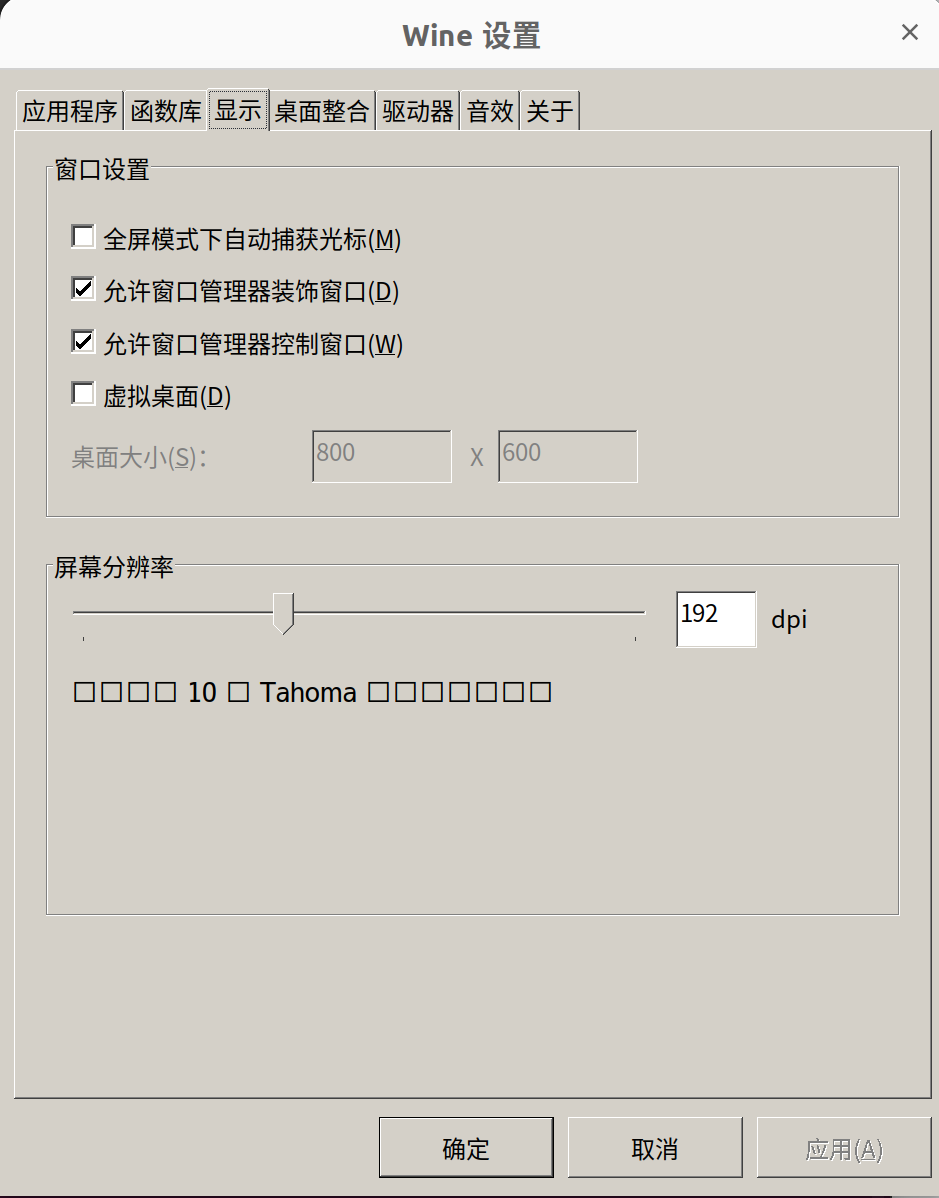 Wine 设置
应用程序 函数库 显示 桌面整合 驱动器 音效 关于
窗口设置
全屏模式下自动捕获光标(M)
允许窗口管理器装饰窗口(D)
允许窗口管理器控制窗口(W)
虚拟桌面(D)
桌面大小(S): 800 X 600
屏幕分辨率
192 dpi
□□□□ 10 □ Tahoma □□□□□□□
确定 取消 应用(A)